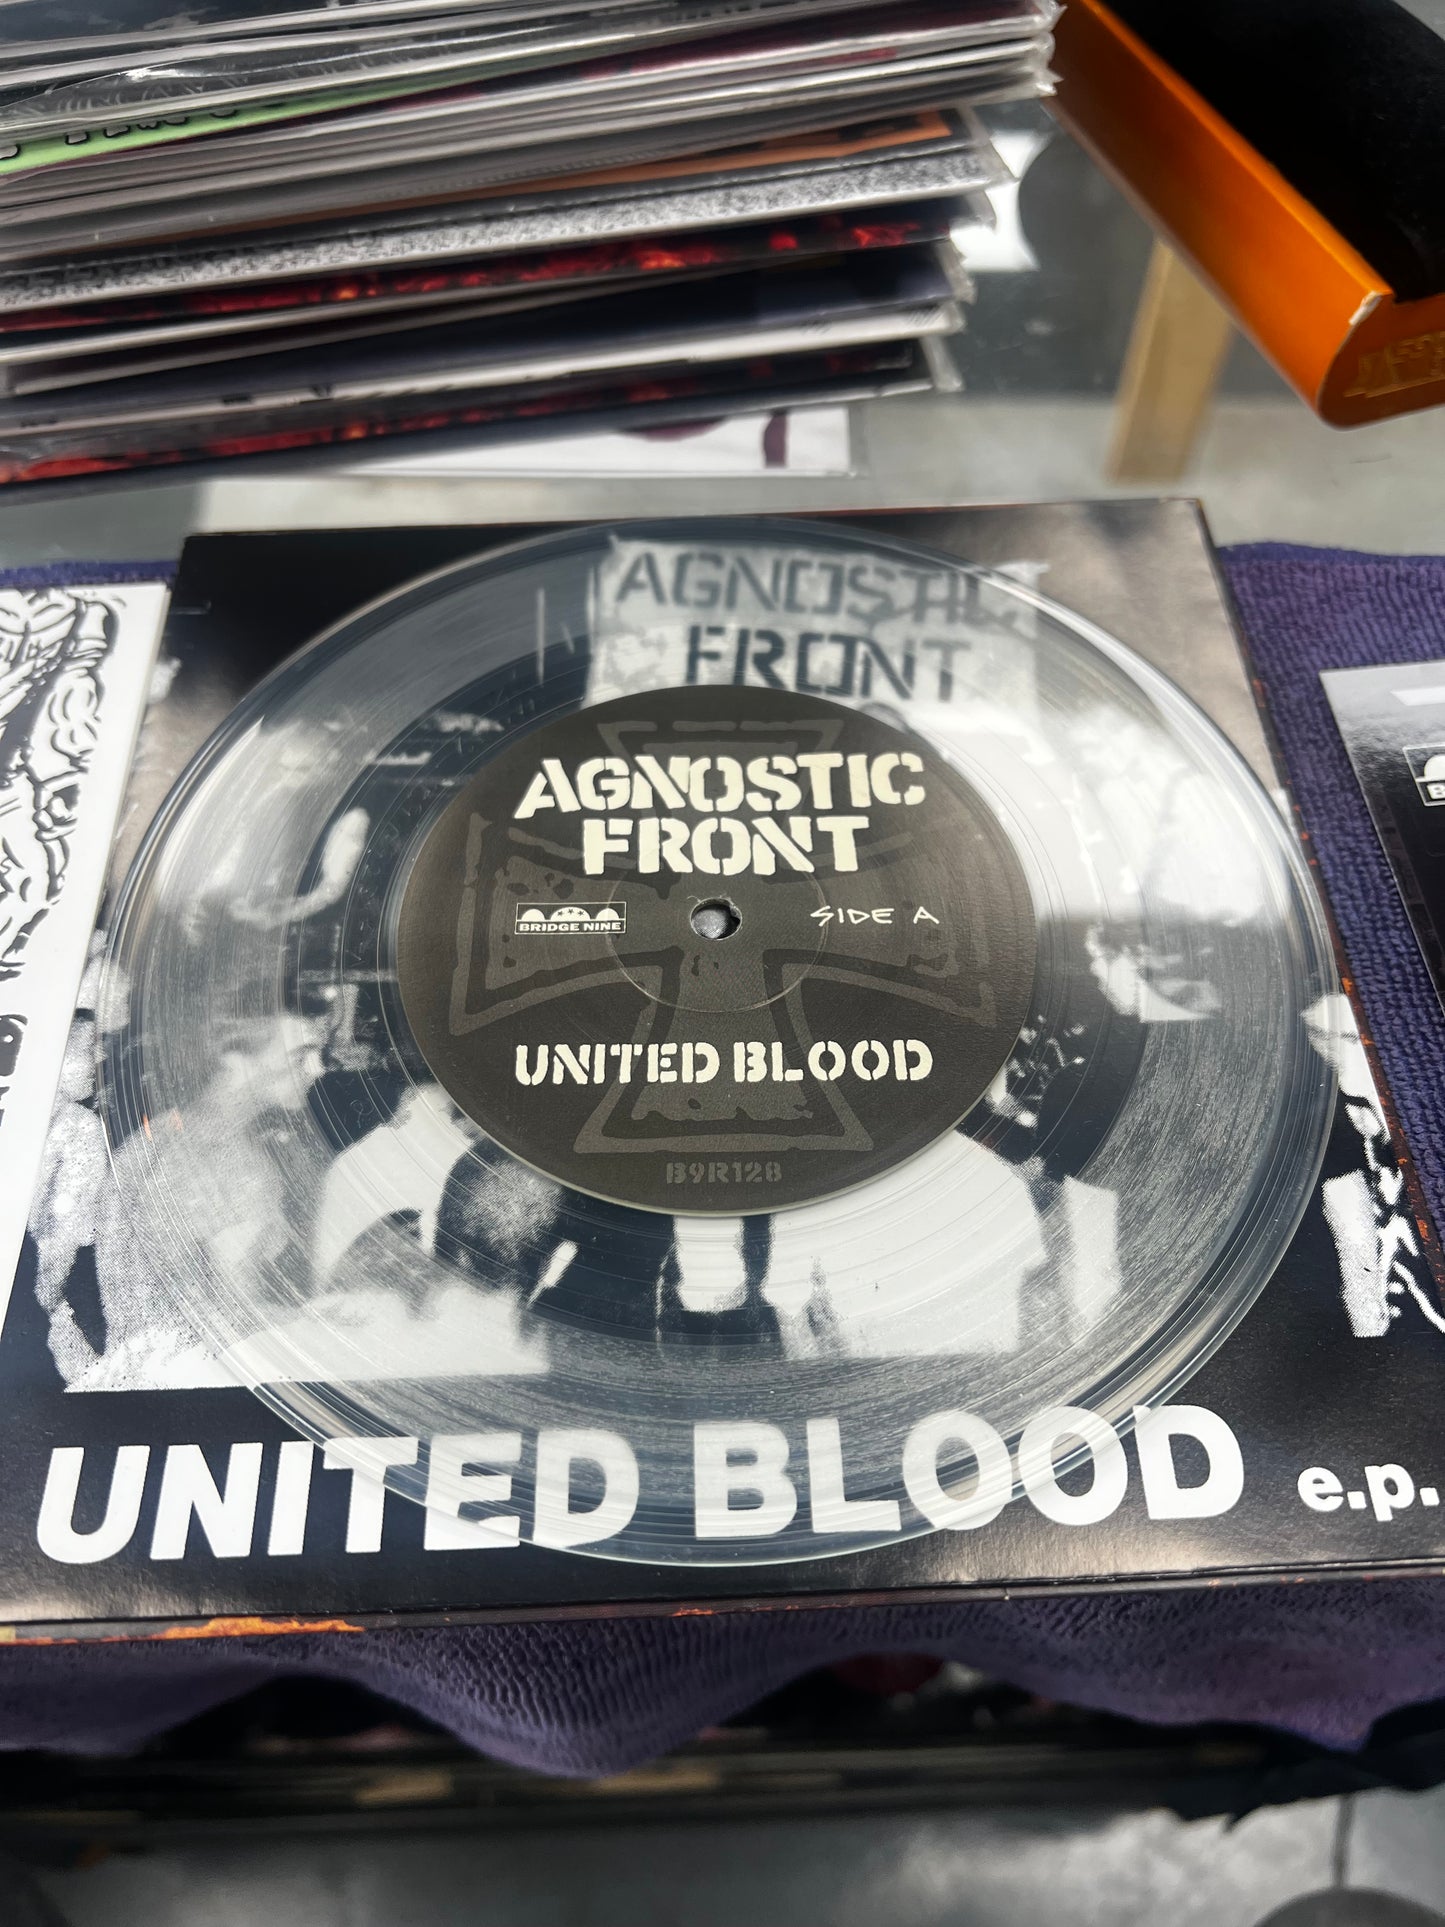 AGNOSTIC
FRONT
AGNOSTIC
FRONT
BRIDGE NINE
SIDE A
UNITED BLOOD
B9R128
UNITED BLOOD e.p.